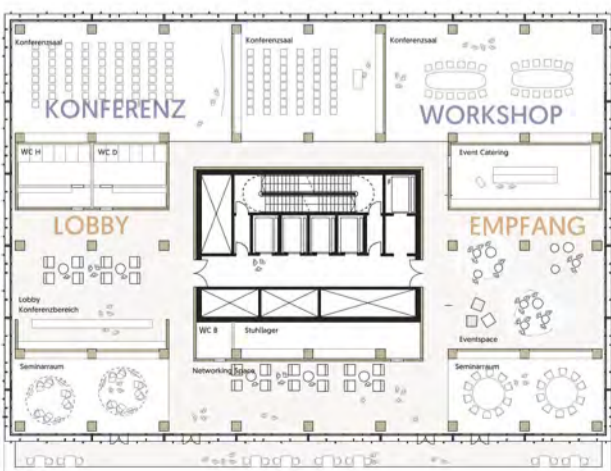 Konferenzsaal
Konferenzsaal
Konferenzsaal
KONFERENZ
WORKSHOP
WC H
WC D
Event Catering
LOBBY
EMPFANG
Lobby
Konferenzbereich
WC B
Stuhllager
Eventspace
Seminarraum
Networking Space
Seminarraum